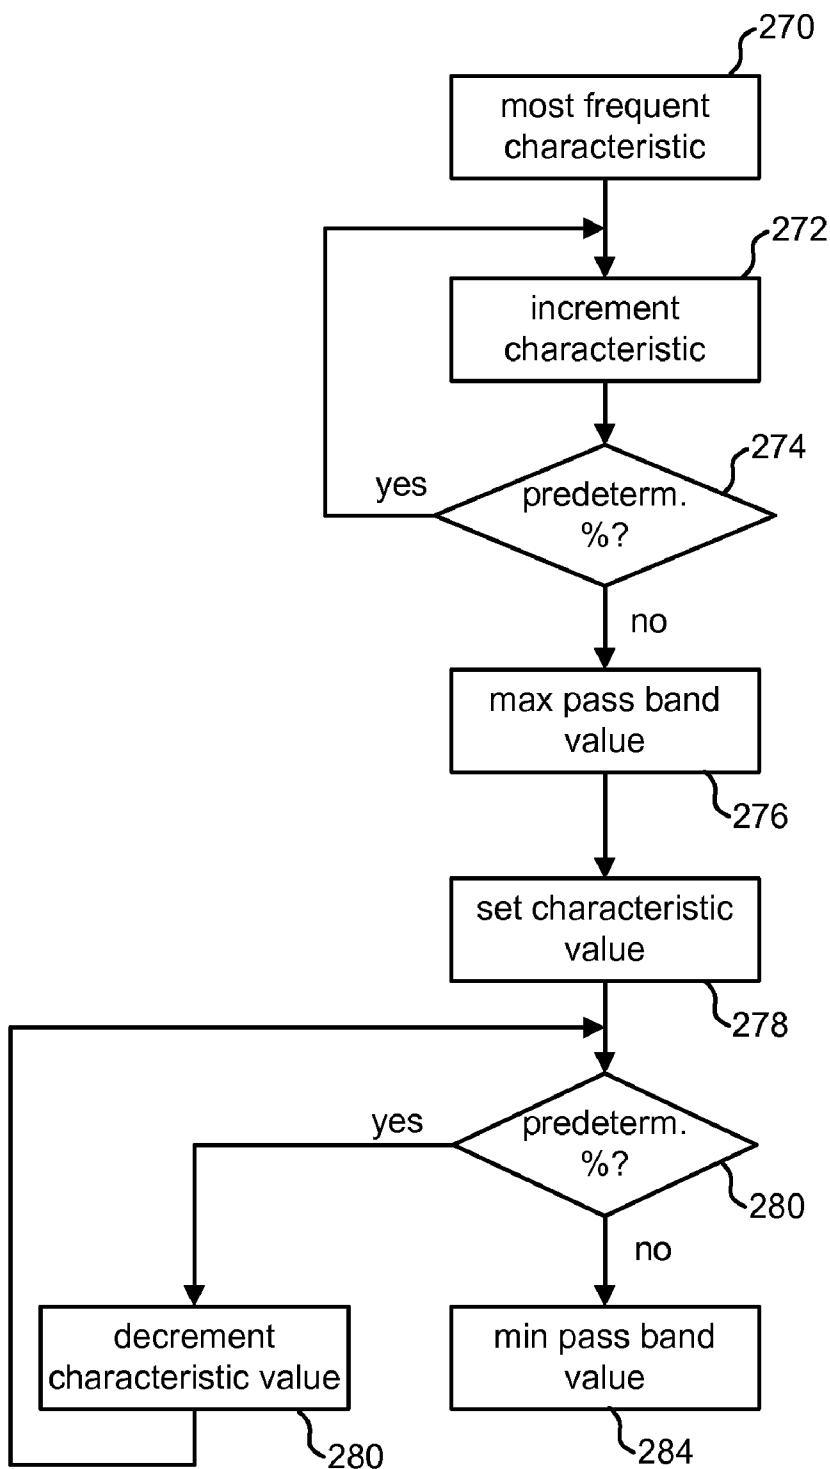 270
most frequent
characteristic
272
increment
characteristic
274
yes
predeterm.
%?
no
max pass band
value
276
set characteristic
value
278
yes
predeterm.
%?
280
no
decrement
characteristic value
280
min pass band
value
284